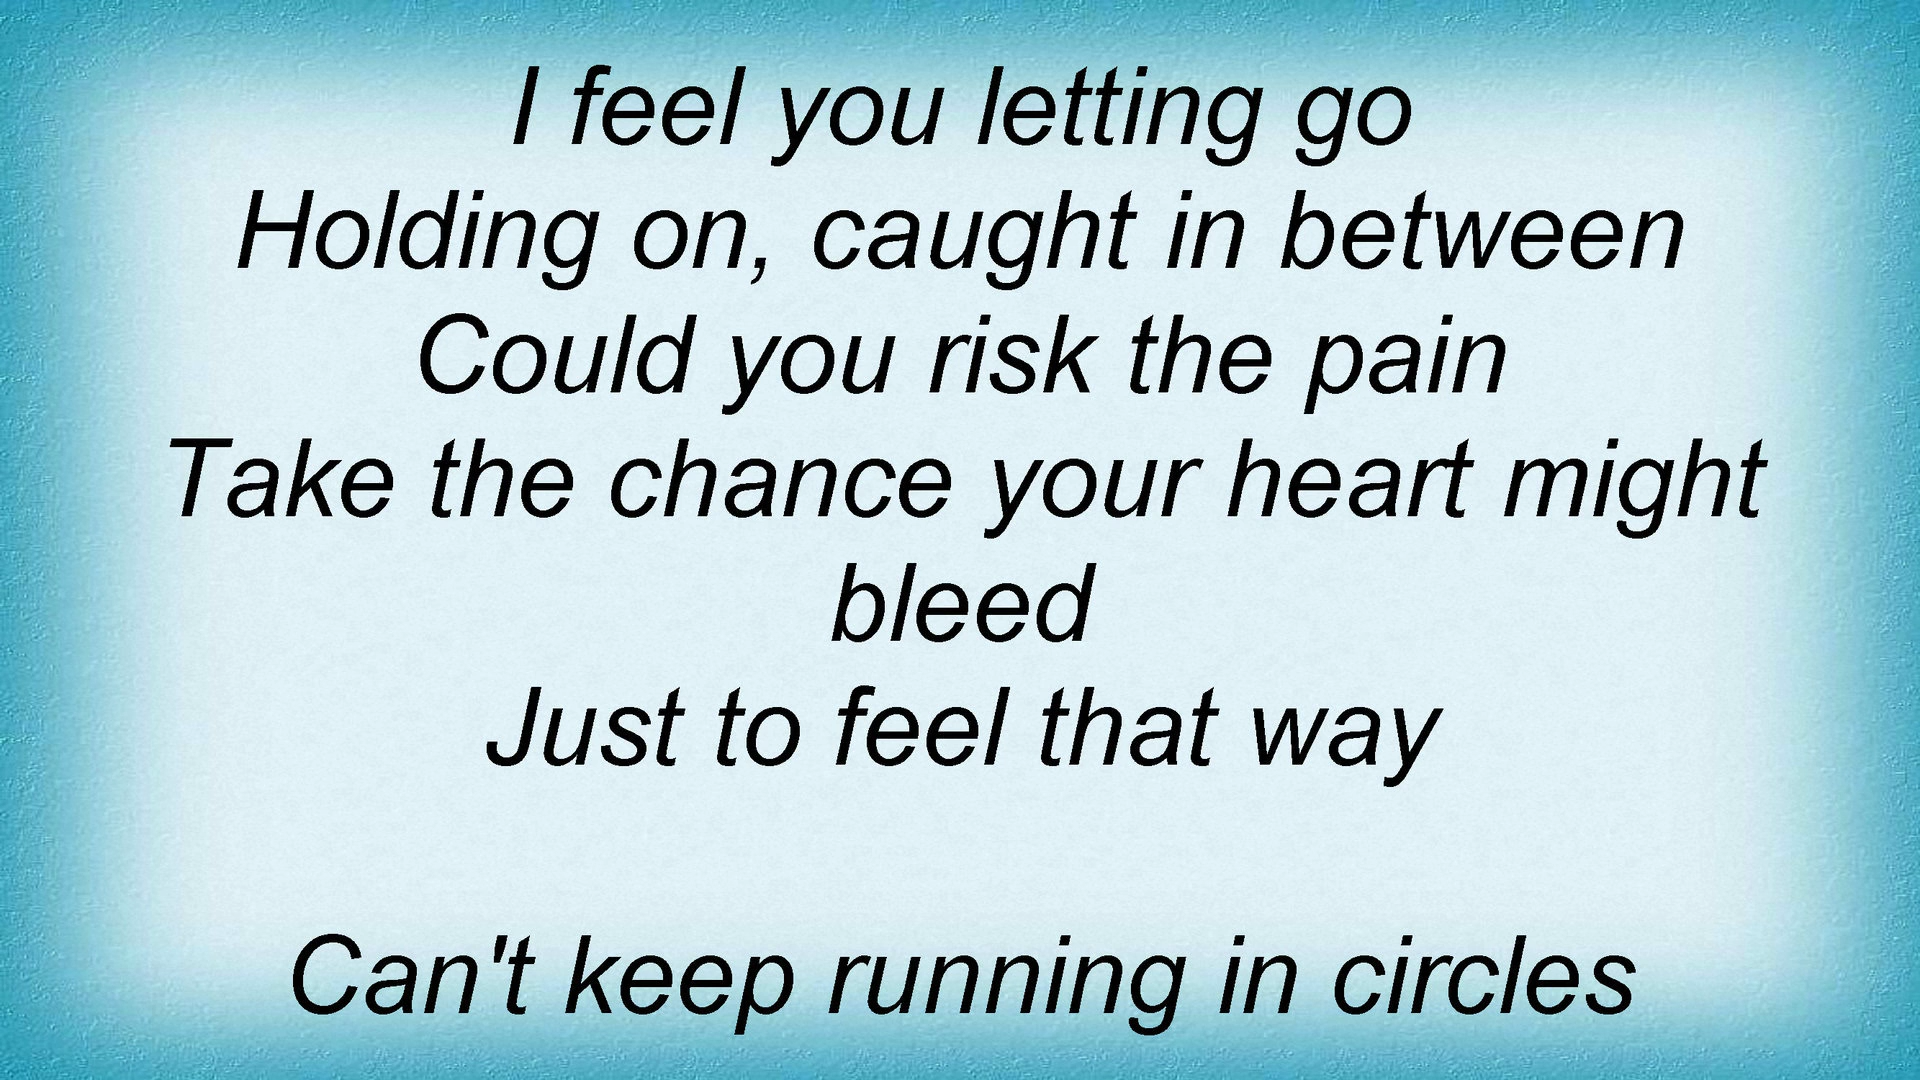 I feel you letting go
Holding on, caught in between
Could you risk the pain
Take the chance your heart might
bleed
Just to feel that way
Can't keep running in circles